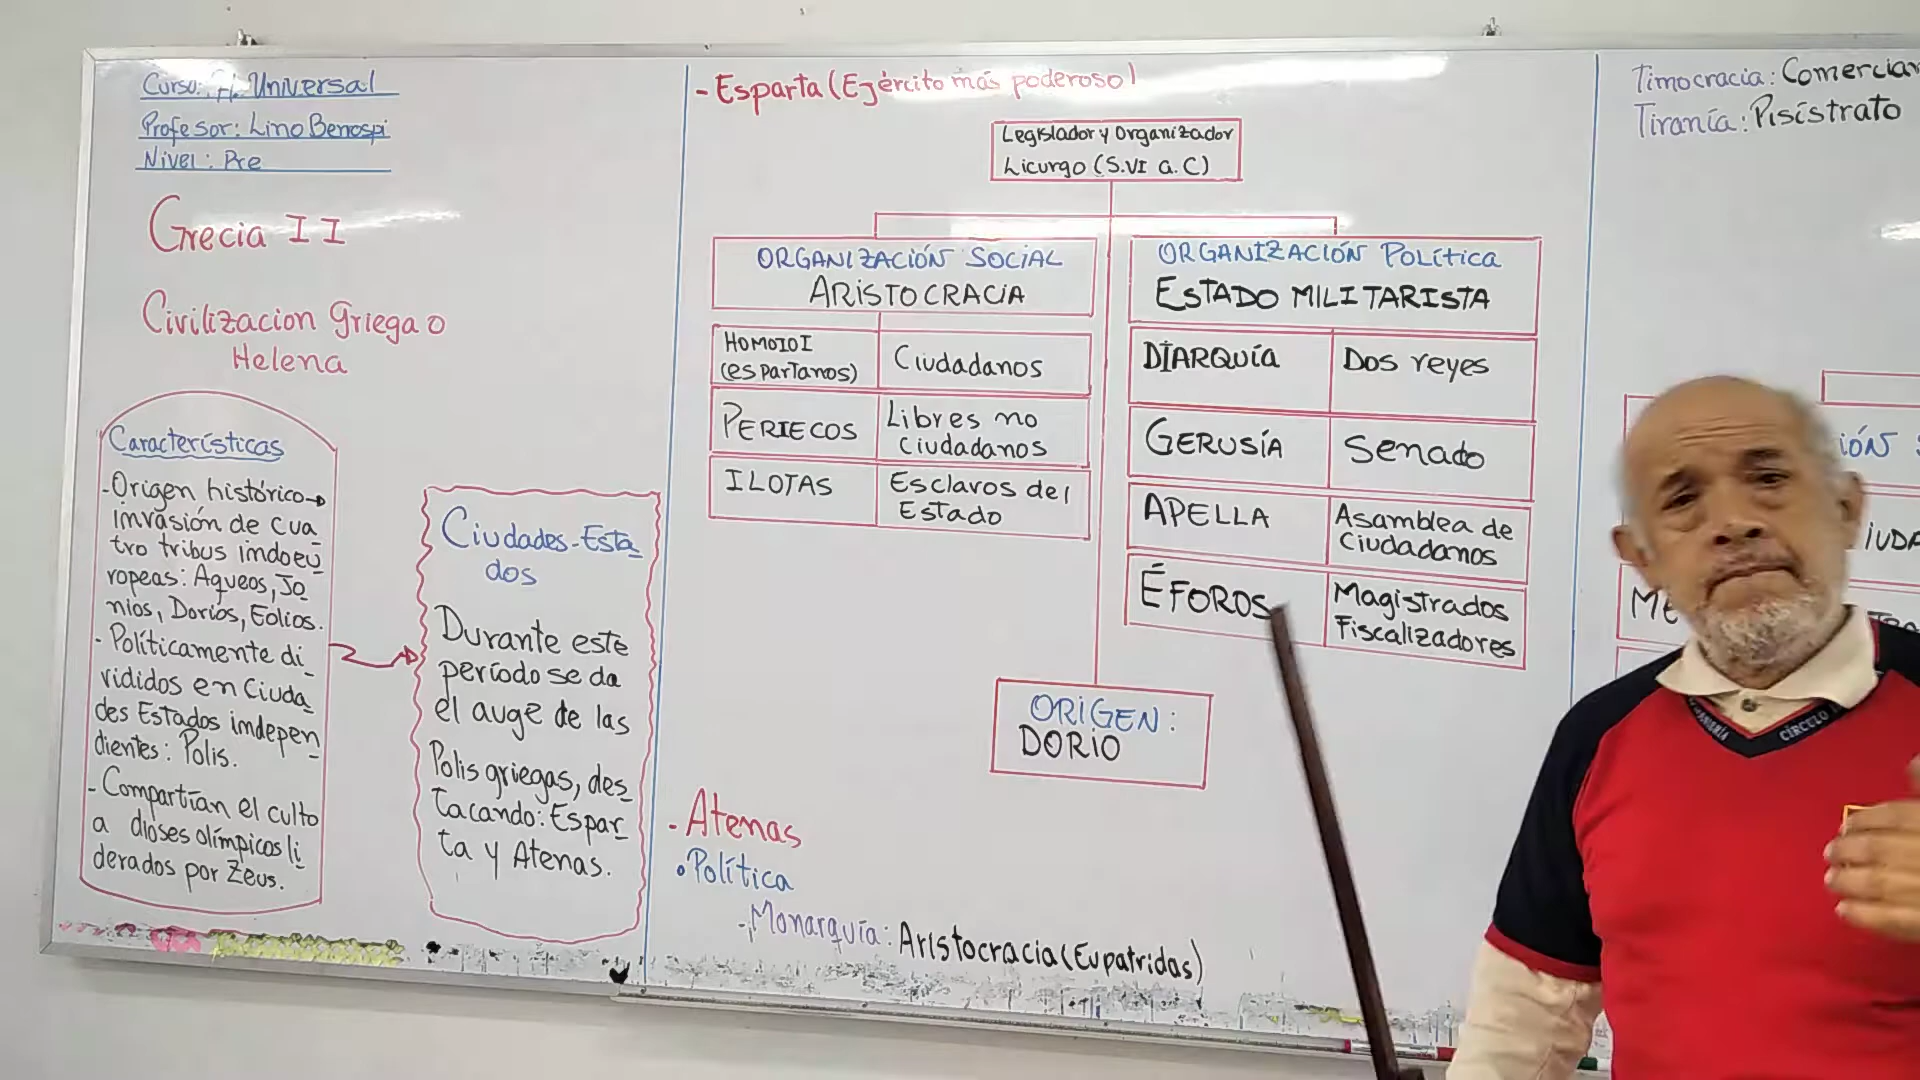 Curso: H. Universal
Profesor: Lino Benospi
Nivel: Pre
Grecia II
Civilizacion Griega o
Helena
Características
- Origen histórico→
invasión de cua
tro tribus indoeu
ropeas: Aqueos, Jo
nios, Dorios, Eolios.
- Políticamente di
vididos en Ciuda
des Estados indepen
dientes: Polis.
- Compartían el culto
a dioses olímpicos li
derados por Zeus.
Ciudades-Esta
dos
Durante este
período se da
el auge de las
Polis griegas, des
tacando: Espar
ta y Atenas.
- Esparta (Ejército más poderoso)
Legislador y Organizador
Licurgo (S.VI a.C)
ORGANIZACIÓN SOCIAL
ARISTOCRACIA
HOMOIOI
(espartanos)
Ciudadanos
PERIECOS
Libres no
Ciudadanos
ILOTAS
Esclavos del
Estado
ORGANIZACIÓN POLÍTICA
ESTADO MILITARISTA
DIARQUÍA
Dos reyes
GERUSÍA
Senado
APELLA
Asamblea de
Ciudadanos
ÉFOROS
Magistrados
Fiscalizadores
ORIGEN:
DORIO
- Atenas
• Política
- Monarquía: Aristocracia (Eupatridas)
Timocracia: Comercian
Tiranía: Pisístrato
IÓN S
IUDA
ME
CÍRCULO